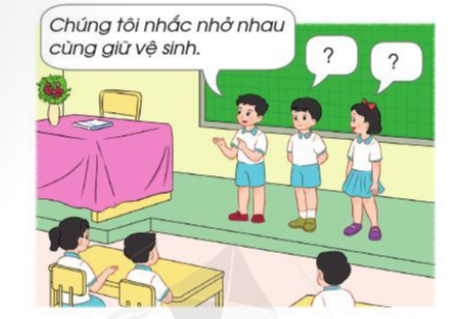 Chúng tôi nhắc nhở nhau
cùng giữ vệ sinh.
?
?